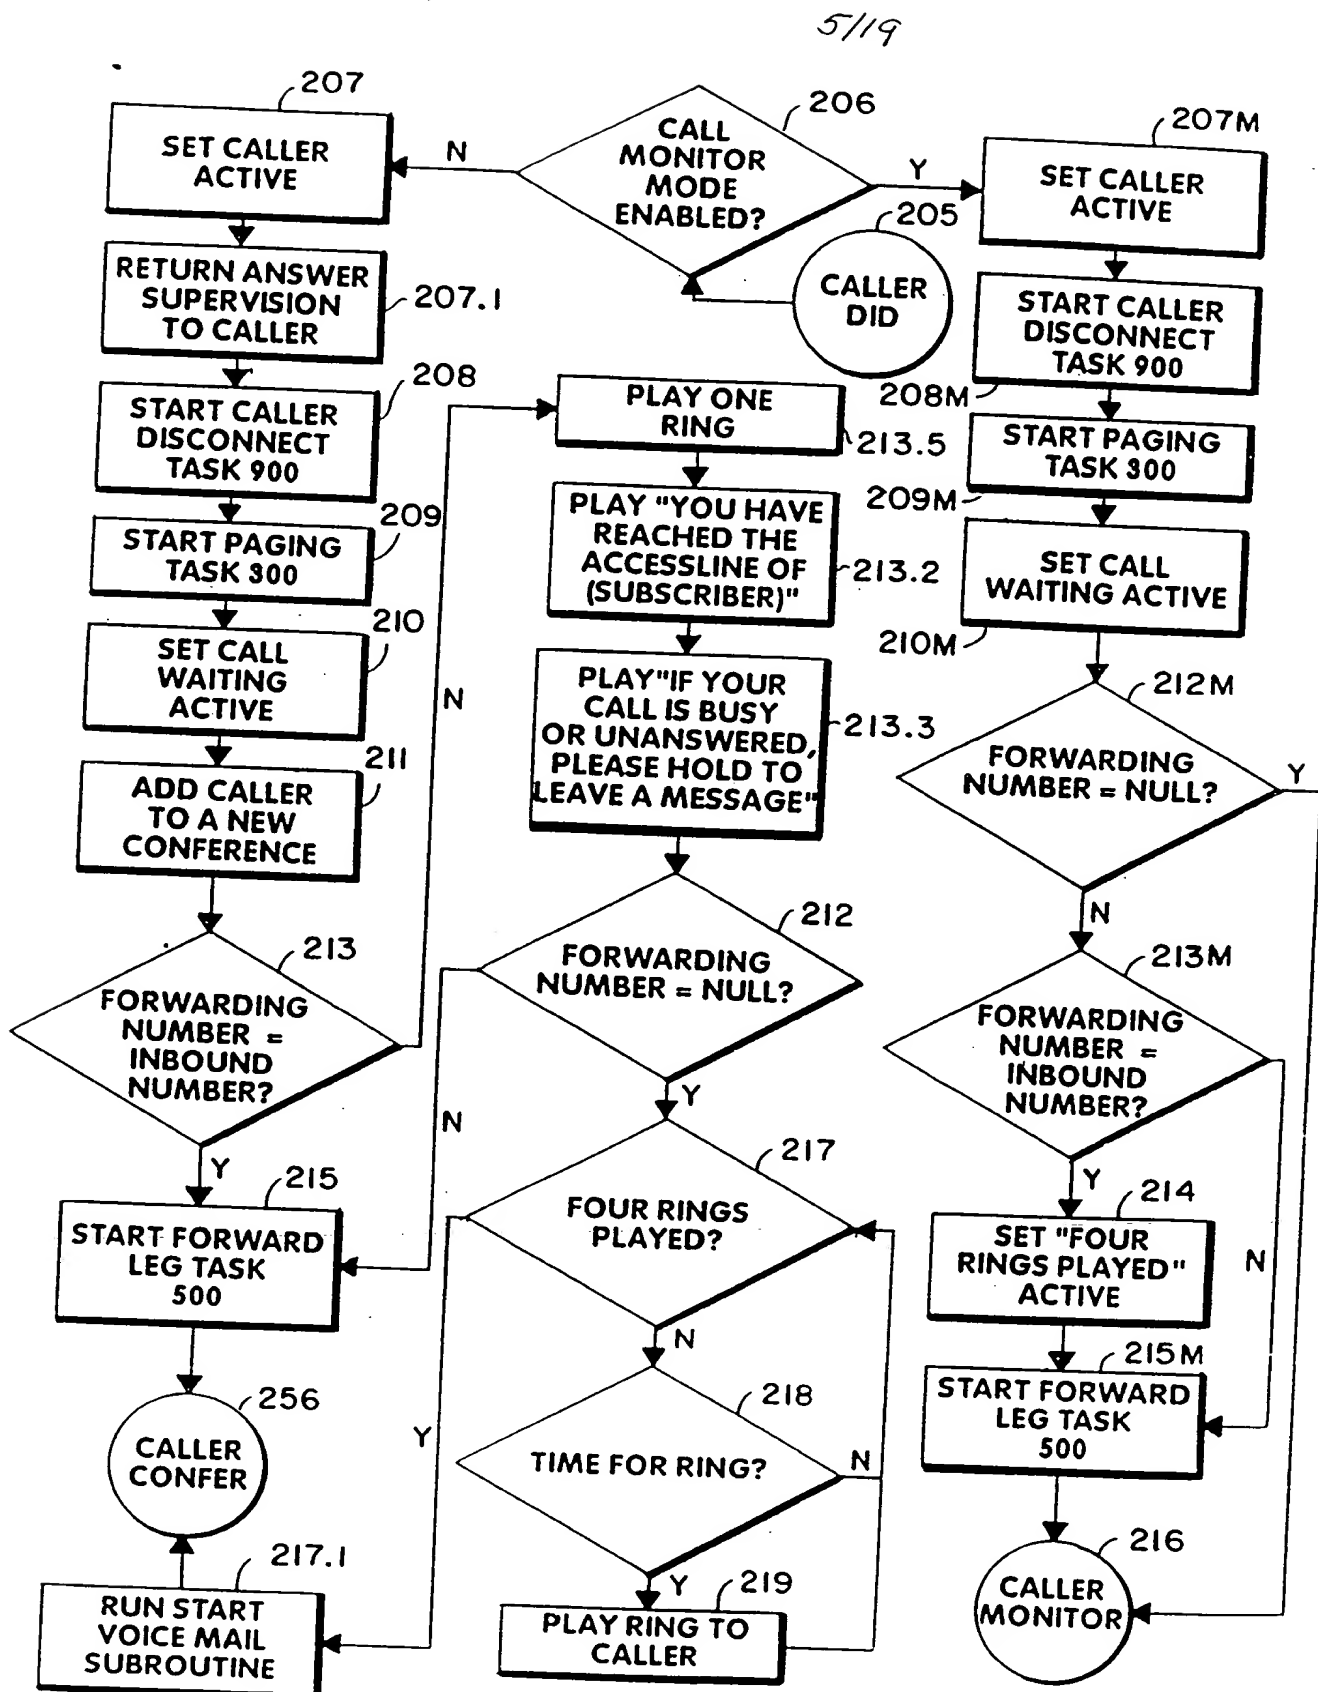 5/19
207
SET CALLER
ACTIVE
N
206
CALL
MONITOR
MODE
ENABLED?
Y
207M
SET CALLER
ACTIVE
205
CALLER
DID
RETURN ANSWER
SUPERVISION
TO CALLER
207.1
START CALLER
DISCONNECT
TASK 900
208M
208
START CALLER
DISCONNECT
TASK 900
PLAY ONE
RING
213.5
START PAGING
TASK 300
209M
209
START PAGING
TASK 300
PLAY "YOU HAVE
REACHED THE
ACCESSLINE OF
(SUBSCRIBER)"
213.2
SET CALL
WAITING ACTIVE
210M
210
SET CALL
WAITING
ACTIVE
N
PLAY"IF YOUR
CALL IS BUSY
OR UNANSWERED,
PLEASE HOLD TO
LEAVE A MESSAGE"
213.3
212M
FORWARDING
NUMBER = NULL?
Y
N
211
ADD CALLER
TO A NEW
CONFERENCE
212
FORWARDING
NUMBER = NULL?
N
Y
213
FORWARDING
NUMBER =
INBOUND
NUMBER?
Y
213M
FORWARDING
NUMBER =
INBOUND
NUMBER?
Y
N
215
START FORWARD
LEG TASK
500
217
FOUR RINGS
PLAYED?
N
Y
214
SET "FOUR
RINGS PLAYED"
ACTIVE
215M
START FORWARD
LEG TASK
500
256
CALLER
CONFER
218
TIME FOR RING?
N
Y
216
CALLER
MONITOR
217.1
RUN START
VOICE MAIL
SUBROUTINE
219
PLAY RING TO
CALLER